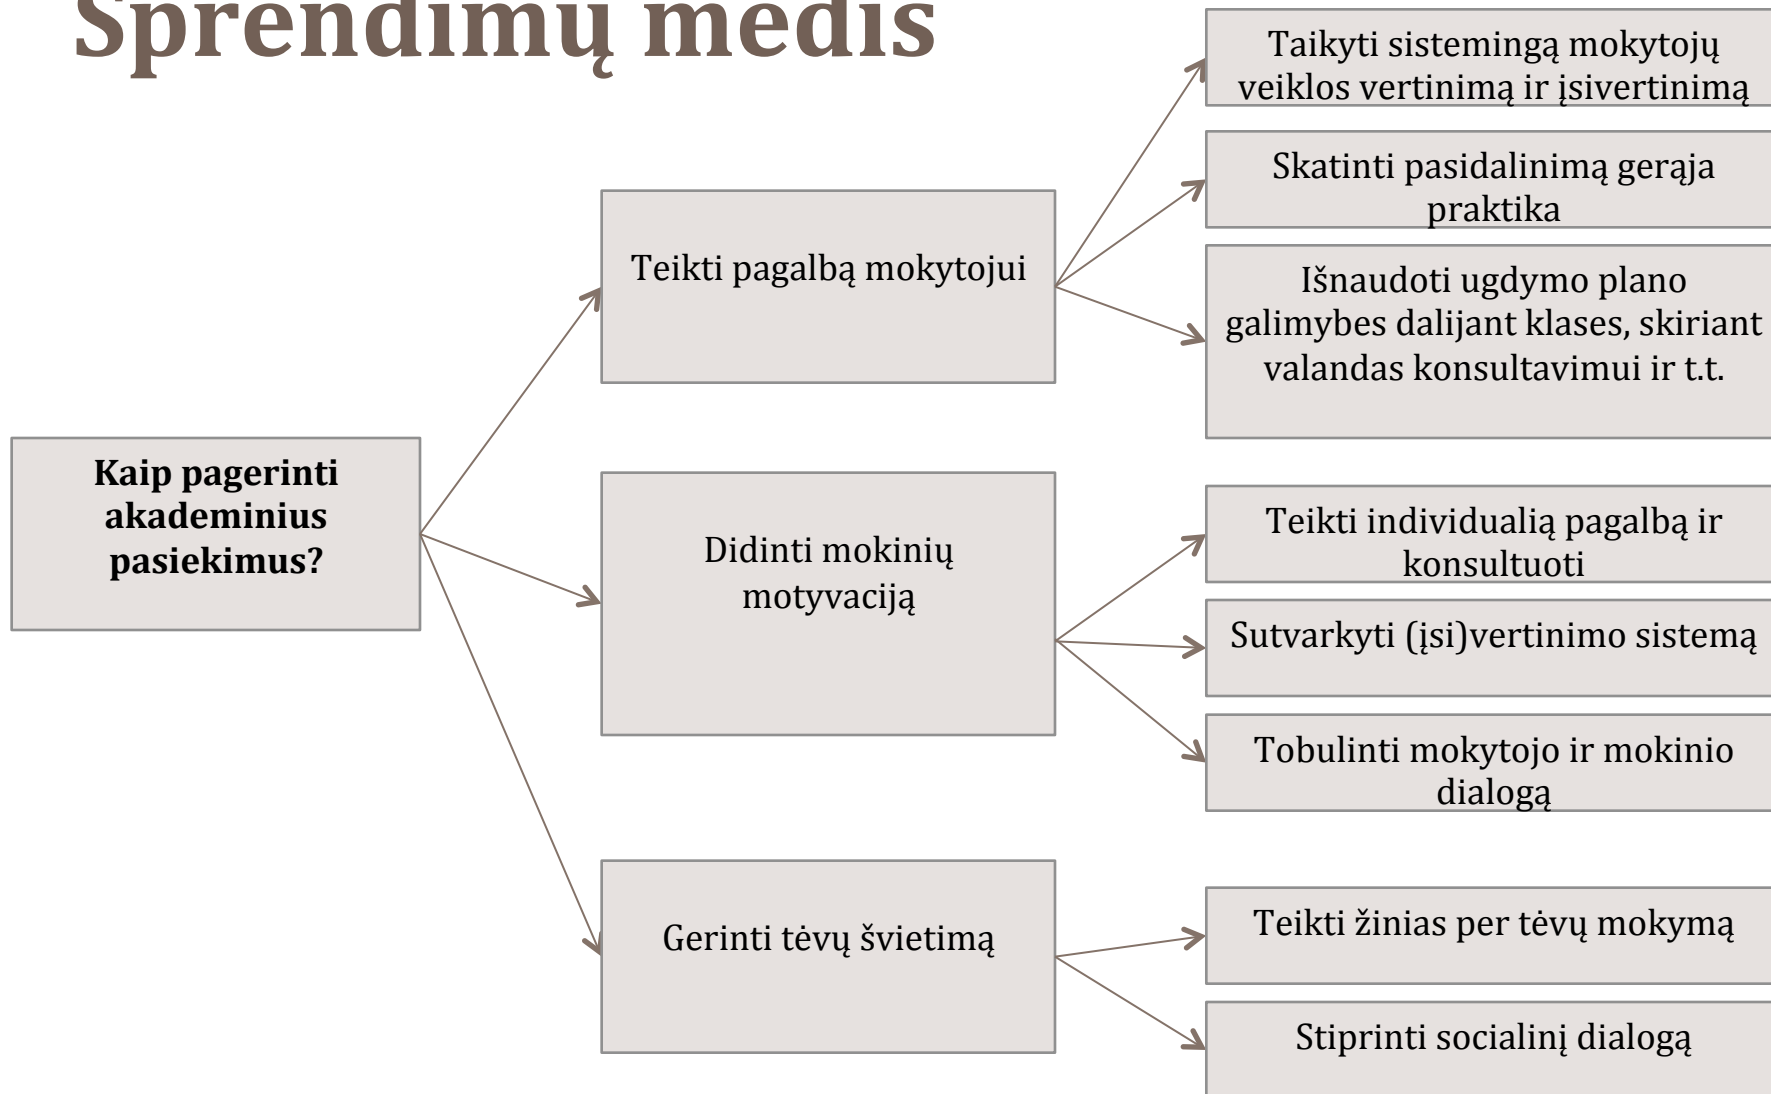 Sprendimų medis
Taikyti sistemingą mokytojų
veiklos vertinimą ir įsivertinimą
Skatinti pasidalinimą gerąja
praktika
Teikti pagalbą mokytojui
Išnaudoti ugdymo plano
galimybes dalijant klases, skiriant
valandas konsultavimui ir t.t.
Kaip pagerinti
akademinius
pasiekimus?
Didinti mokinių
motyvaciją
Teikti individualią pagalbą ir
konsultuoti
Sutvarkyti (įsi)vertinimo sistemą
Tobulinti mokytojo ir mokinio
dialogą
Gerinti tėvų švietimą
Teikti žinias per tėvų mokymą
Stiprinti socialinį dialogą